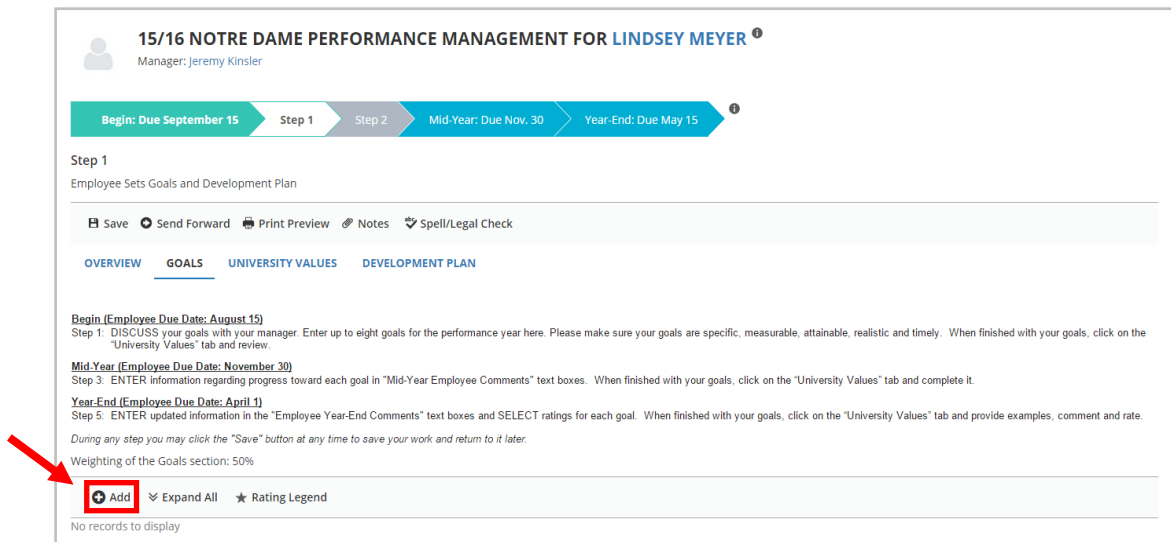 15/16 NOTRE DAME PERFORMANCE MANAGEMENT FOR LINDSEY MEYER
Manager: Jeremy Kinsler
Begin: Due September 15
Step 1
Step 2
Mid-Year: Due Nov. 30
Year-End: Due May 15
Step 1
Employee Sets Goals and Development Plan
Save Send Forward Print Preview Notes Spell/Legal Check
OVERVIEW GOALS UNIVERSITY VALUES DEVELOPMENT PLAN
Begin (Employee Due Date: August 15)
Step 1: DISCUSS your goals with your manager. Enter up to eight goals for the performance year here. Please make sure your goals are specific, measurable, attainable, realistic and timely. When finished with your goals, click on the
"University Values" tab and review.
Mid-Year (Employee Due Date: November 30)
Step 3: ENTER information regarding progress toward each goal in "Mid-Year Employee Comments" text boxes. When finished with your goals, click on the "University Values" tab and complete it.
Year-End (Employee Due Date: April 1)
Step 5: ENTER updated information in the "Employee Year-End Comments" text boxes and SELECT ratings for each goal. When finished with your goals, click on the "University Values" tab and provide examples, comment and rate.
During any step you may click the "Save" button at any time to save your work and return to it later.
Weighting of the Goals section: 50%
Add Expand All Rating Legend
No records to display